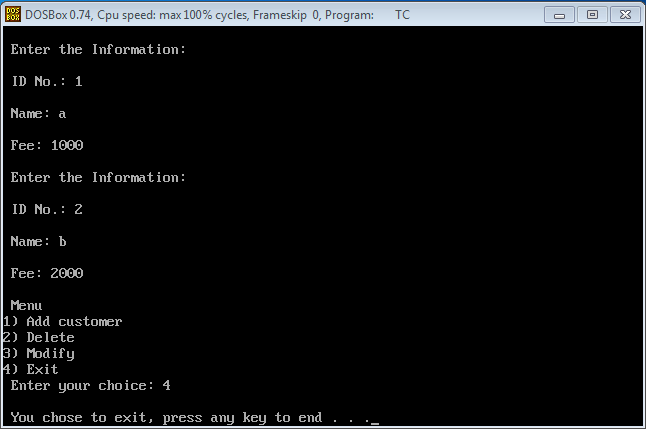 DOS BOX
DOSBox 0.74, Cpu speed: max 100% cycles, Frameskip 0, Program: TC
Enter the Information:
ID No.: 1
Name: a
Fee: 1000
Enter the Information:
ID No.: 2
Name: b
Fee: 2000
Menu
1) Add customer
2) Delete
3) Modify
4) Exit
Enter your choice: 4
You chose to exit, press any key to end . . ._